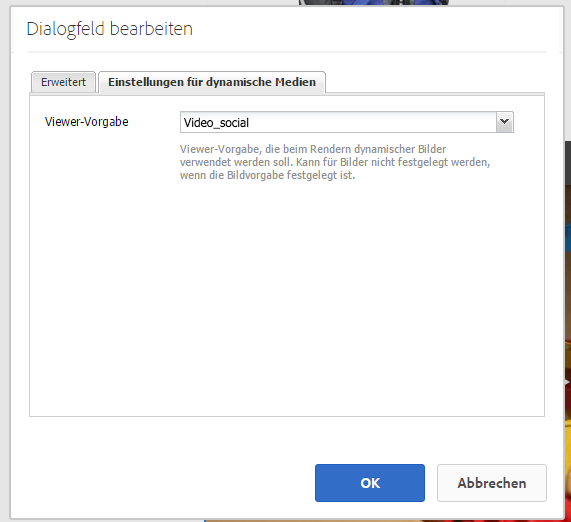 Dialogfeld bearbeiten
Erweitert Einstellungen für dynamische Medien
Viewer-Vorgabe Video_social
Viewer-Vorgabe, die beim Rendern dynamischer Bilder
verwendet werden soll. Kann für Bilder nicht festgelegt werden,
wenn die Bildvorgabe festgelegt ist.
OK Abbrechen